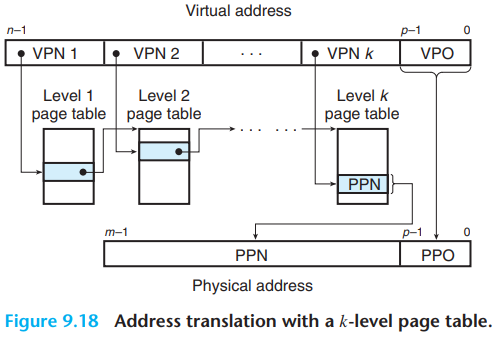 Virtual address
n–1 p–1 0
VPN 1 VPN 2 . . . VPN k VPO
Level 1 Level 2 Level k
page table page table page table
. . . . . .
PPN
m–1 p–1 0
PPN PPO
Physical address
Figure 9.18 Address translation with a k-level page table.